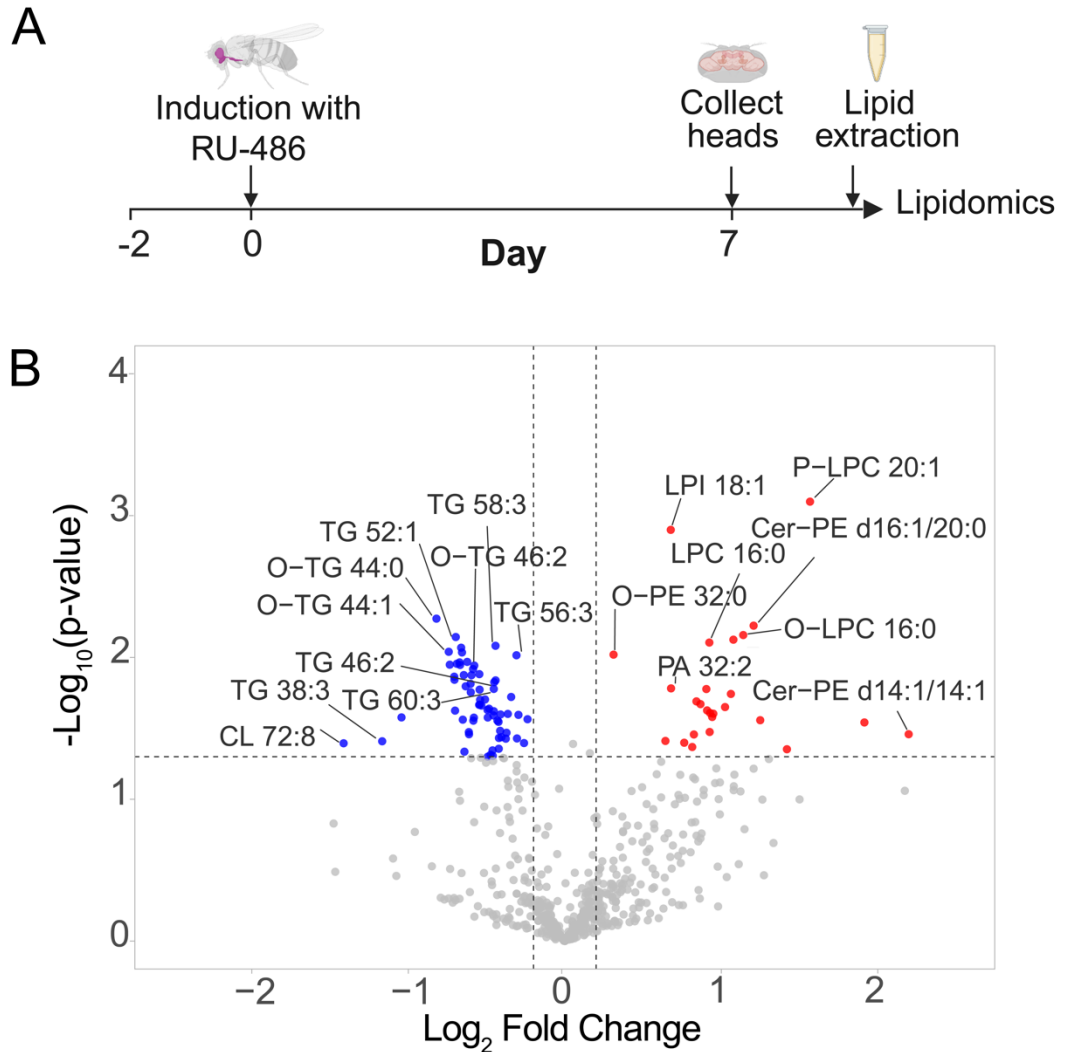 A
Induction with
RU-486
Collect
heads
Lipid
extraction
Lipidomics
-2
0
Day
7
B
4
3
2
1
0
-Log10(p-value)
P−LPC 20:1
LPI 18:1
Cer−PE d16:1/20:0
LPC 16:0
O−PE 32:0
O−LPC 16:0
PA 32:2
Cer−PE d14:1/14:1
TG 58:3
TG 52:1
O−TG 46:2
O−TG 44:0
TG 56:3
O−TG 44:1
TG 46:2
TG 38:3
TG 60:3
CL 72:8
−2
−1
0
1
2
Log2 Fold Change